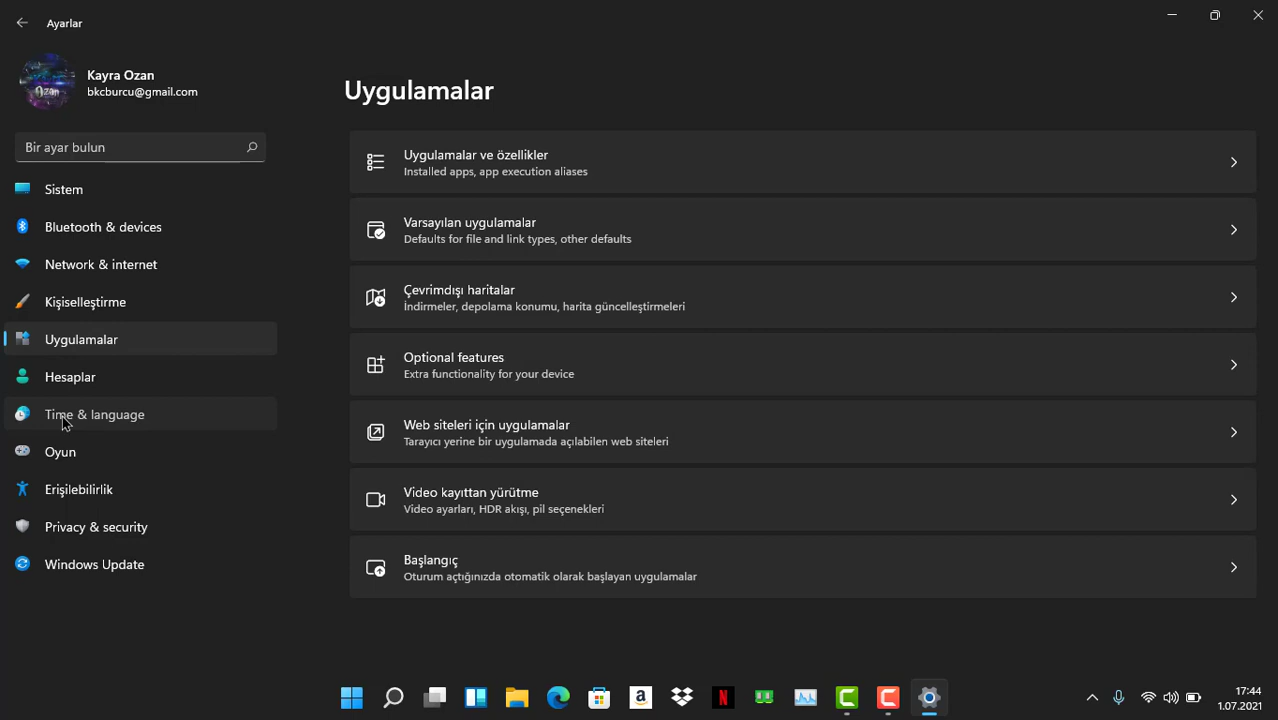 Ayarlar
Kayra Ozan
bkcburcu@gmail.com
Bir ayar bulun
Sistem
Bluetooth & devices
Network & internet
Kişiselleştirme
Uygulamalar
Hesaplar
Time & language
Oyun
Erişilebilirlik
Privacy & security
Windows Update
Uygulamalar
Uygulamalar ve özellikler
Installed apps, app execution aliases
Varsayılan uygulamalar
Defaults for file and link types, other defaults
Çevrimdışı haritalar
İndirmeler, depolama konumu, harita güncelleştirmeleri
Optional features
Extra functionality for your device
Web siteleri için uygulamalar
Tarayıcı yerine bir uygulamada açılabilen web siteleri
Video kayıttan yürütme
Video ayarları, HDR akışı, pil seçenekleri
Başlangıç
Oturum açtığınızda otomatik olarak başlayan uygulamalar
17:44
1.07.2021